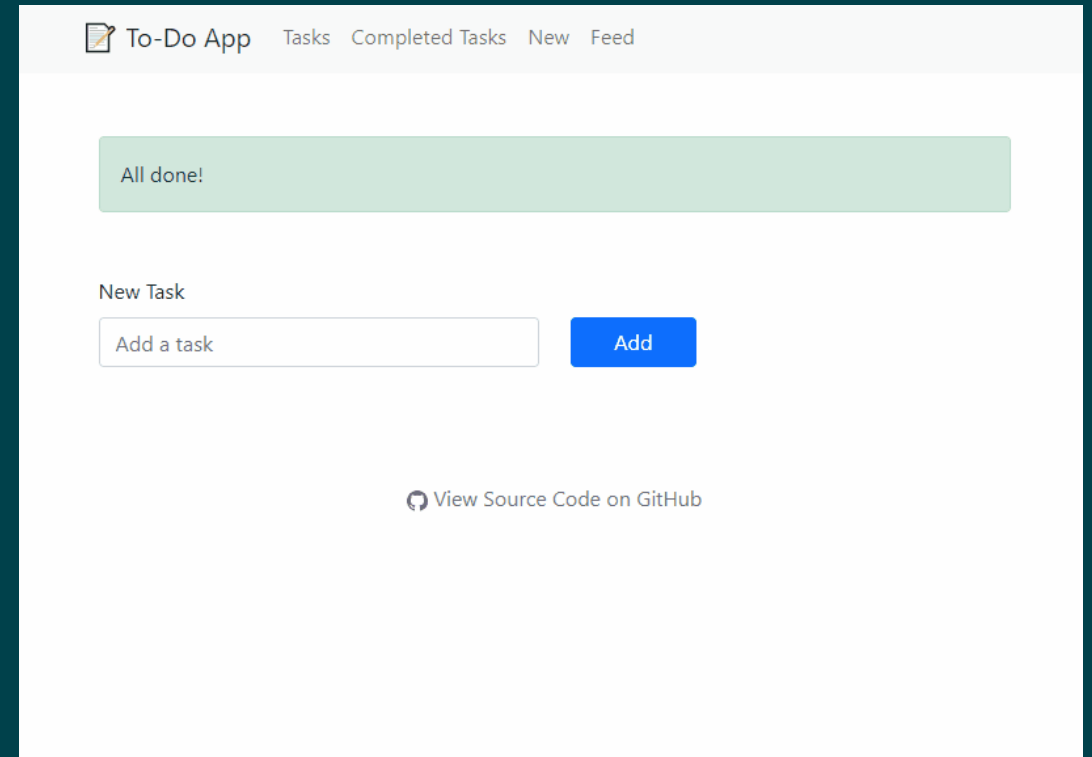 To-Do App Tasks Completed Tasks New Feed
All done!
New Task
Add a task Add
View Source Code on GitHub